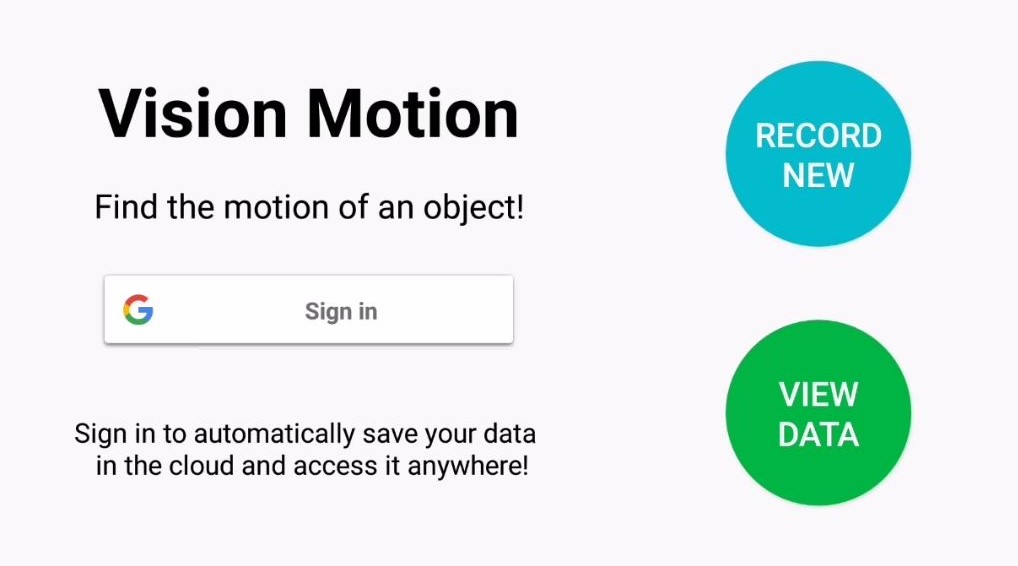 Vision Motion
Find the motion of an object!
Sign in
Sign in to automatically save your data
in the cloud and access it anywhere!
RECORD
NEW
VIEW
DATA